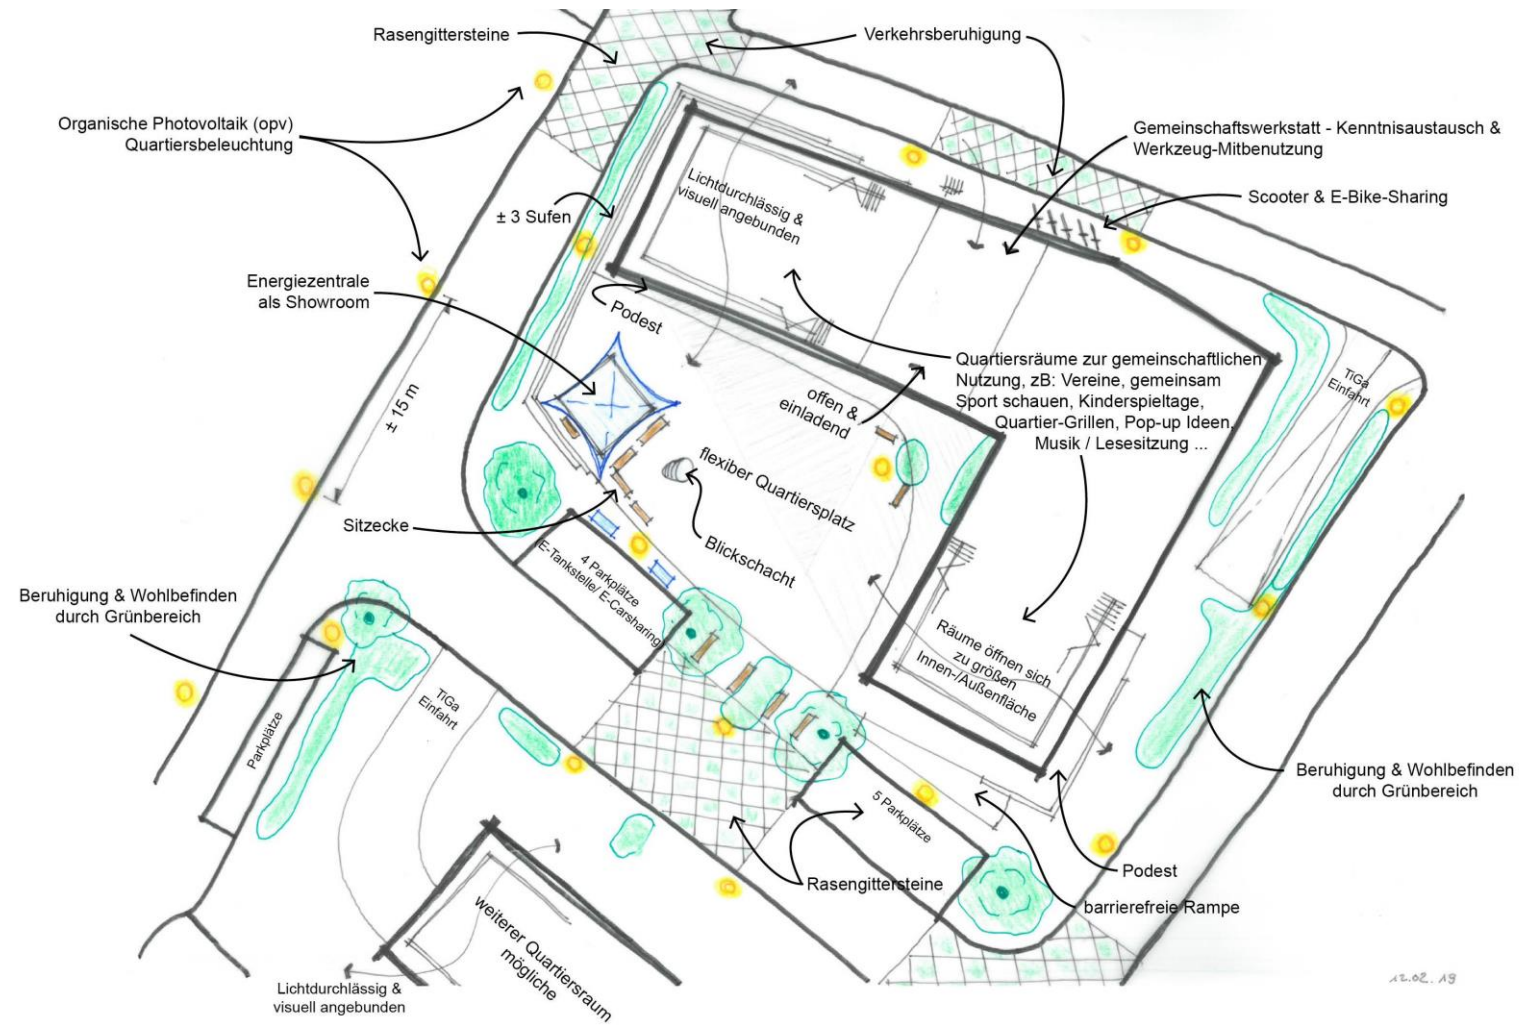 Rasengittersteine
Verkehrsberuhigung
Organische Photovoltaik (opv)
Quartiersbeleuchtung
Gemeinschaftswerkstatt - Kenntnisaustausch &
Werkzeug-Mitbenutzung
Scooter & E-Bike-Sharing
Lichtdurchlässig &
visuell angebunden
± 3 Sufen
Energiezentrale
als Showroom
Podest
± 15 m
Quartiersräume zur gemeinschaftlichen
Nutzung, zB: Vereine, gemeinsam
Sport schauen, Kinderspieltage,
Quartier-Grillen, Pop-up Ideen,
Musik / Lesesitzung ...
TiGa
Einfahrt
offen &
einladend
flexiber Quartiersplatz
Sitzecke
Blickschacht
4 Parkplätze
E-Tankstelle/ E-Carsharing
Beruhigung & Wohlbefinden
durch Grünbereich
Räume öffnen sich
zu größen
Innen-/Außenfläche
TiGa
Einfahrt
Parkplätze
Beruhigung & Wohlbefinden
durch Grünbereich
5 Parkplätze
Rasengittersteine
Podest
barrierefreie Rampe
weiterer Quartiersraum
mögliche
Lichtdurchlässig &
visuell angebunden
12.02.19